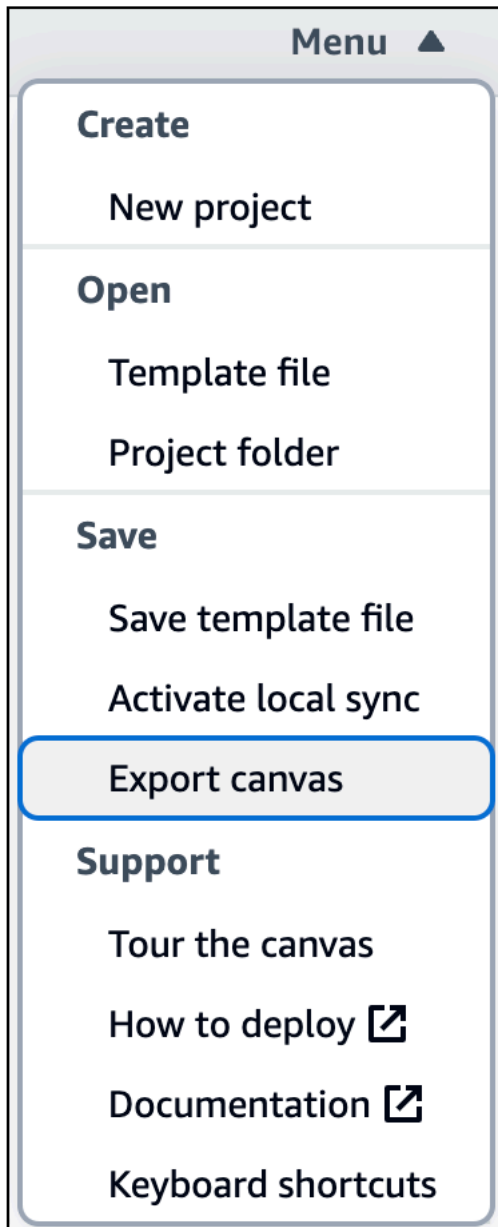 Menu
Create
New project
Open
Template file
Project folder
Save
Save template file
Activate local sync
Export canvas
Support
Tour the canvas
How to deploy
Documentation
Keyboard shortcuts